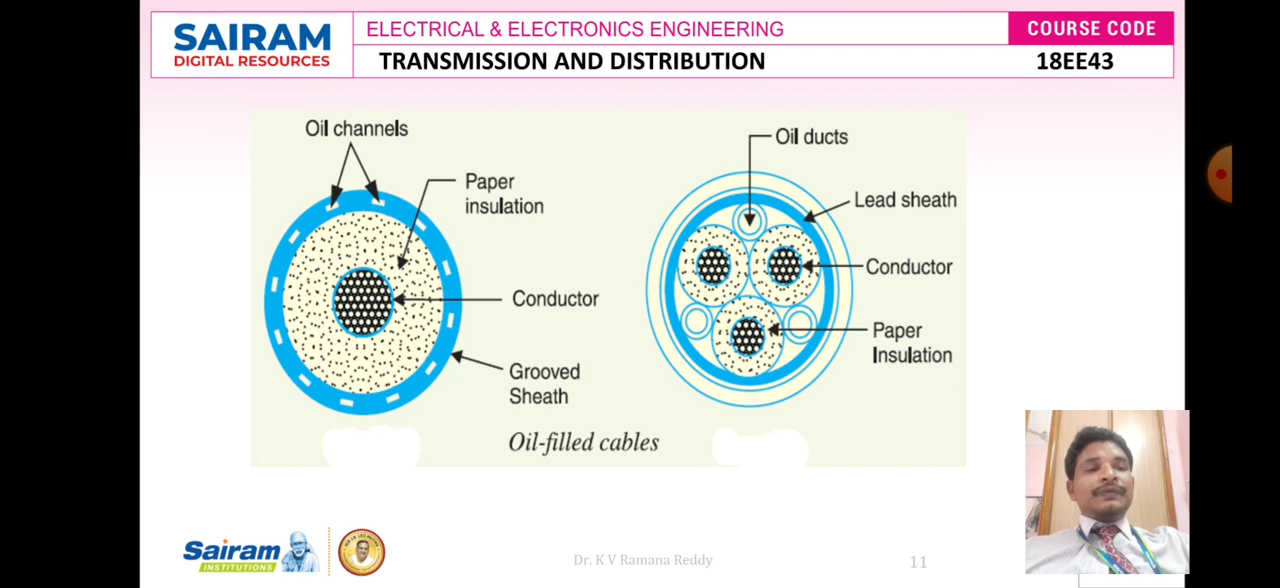 SAIRAM
DIGITAL RESOURCES
ELECTRICAL & ELECTRONICS ENGINEERING
COURSE CODE
TRANSMISSION AND DISTRIBUTION
18EE43
Oil channels
Paper
insulation
Conductor
Grooved
Sheath
Oil ducts
Lead sheath
Conductor
Paper
Insulation
Oil-filled cables
Sairam
INSTITUTIONS
Dr. K V Ramana Reddy
11